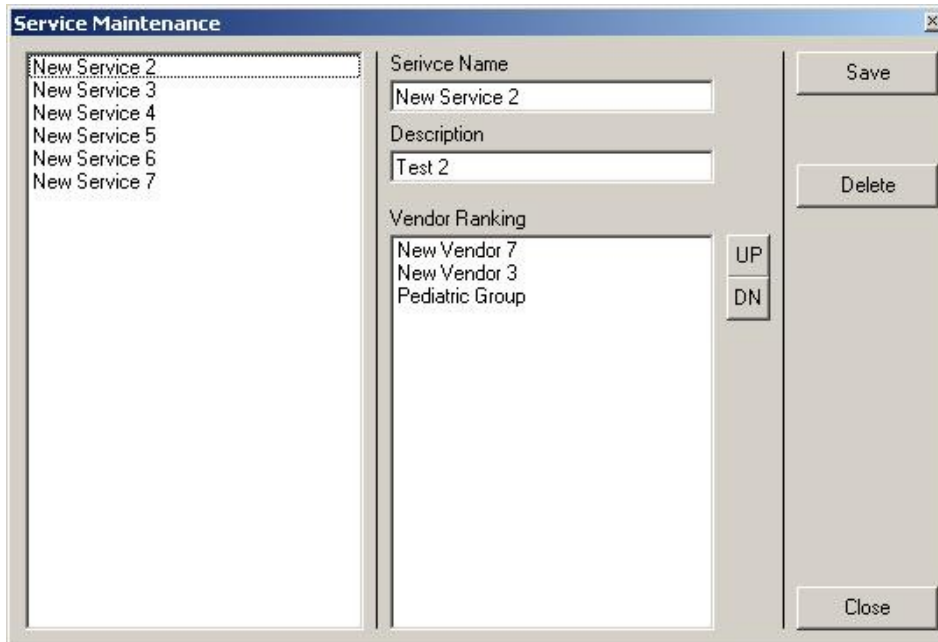 Service Maintenance
New Service 2
New Service 3
New Service 4
New Service 5
New Service 6
New Service 7
Serivce Name
New Service 2
Description
Test 2
Vendor Ranking
New Vendor 7
New Vendor 3
Pediatric Group
UP
DN
Save
Delete
Close